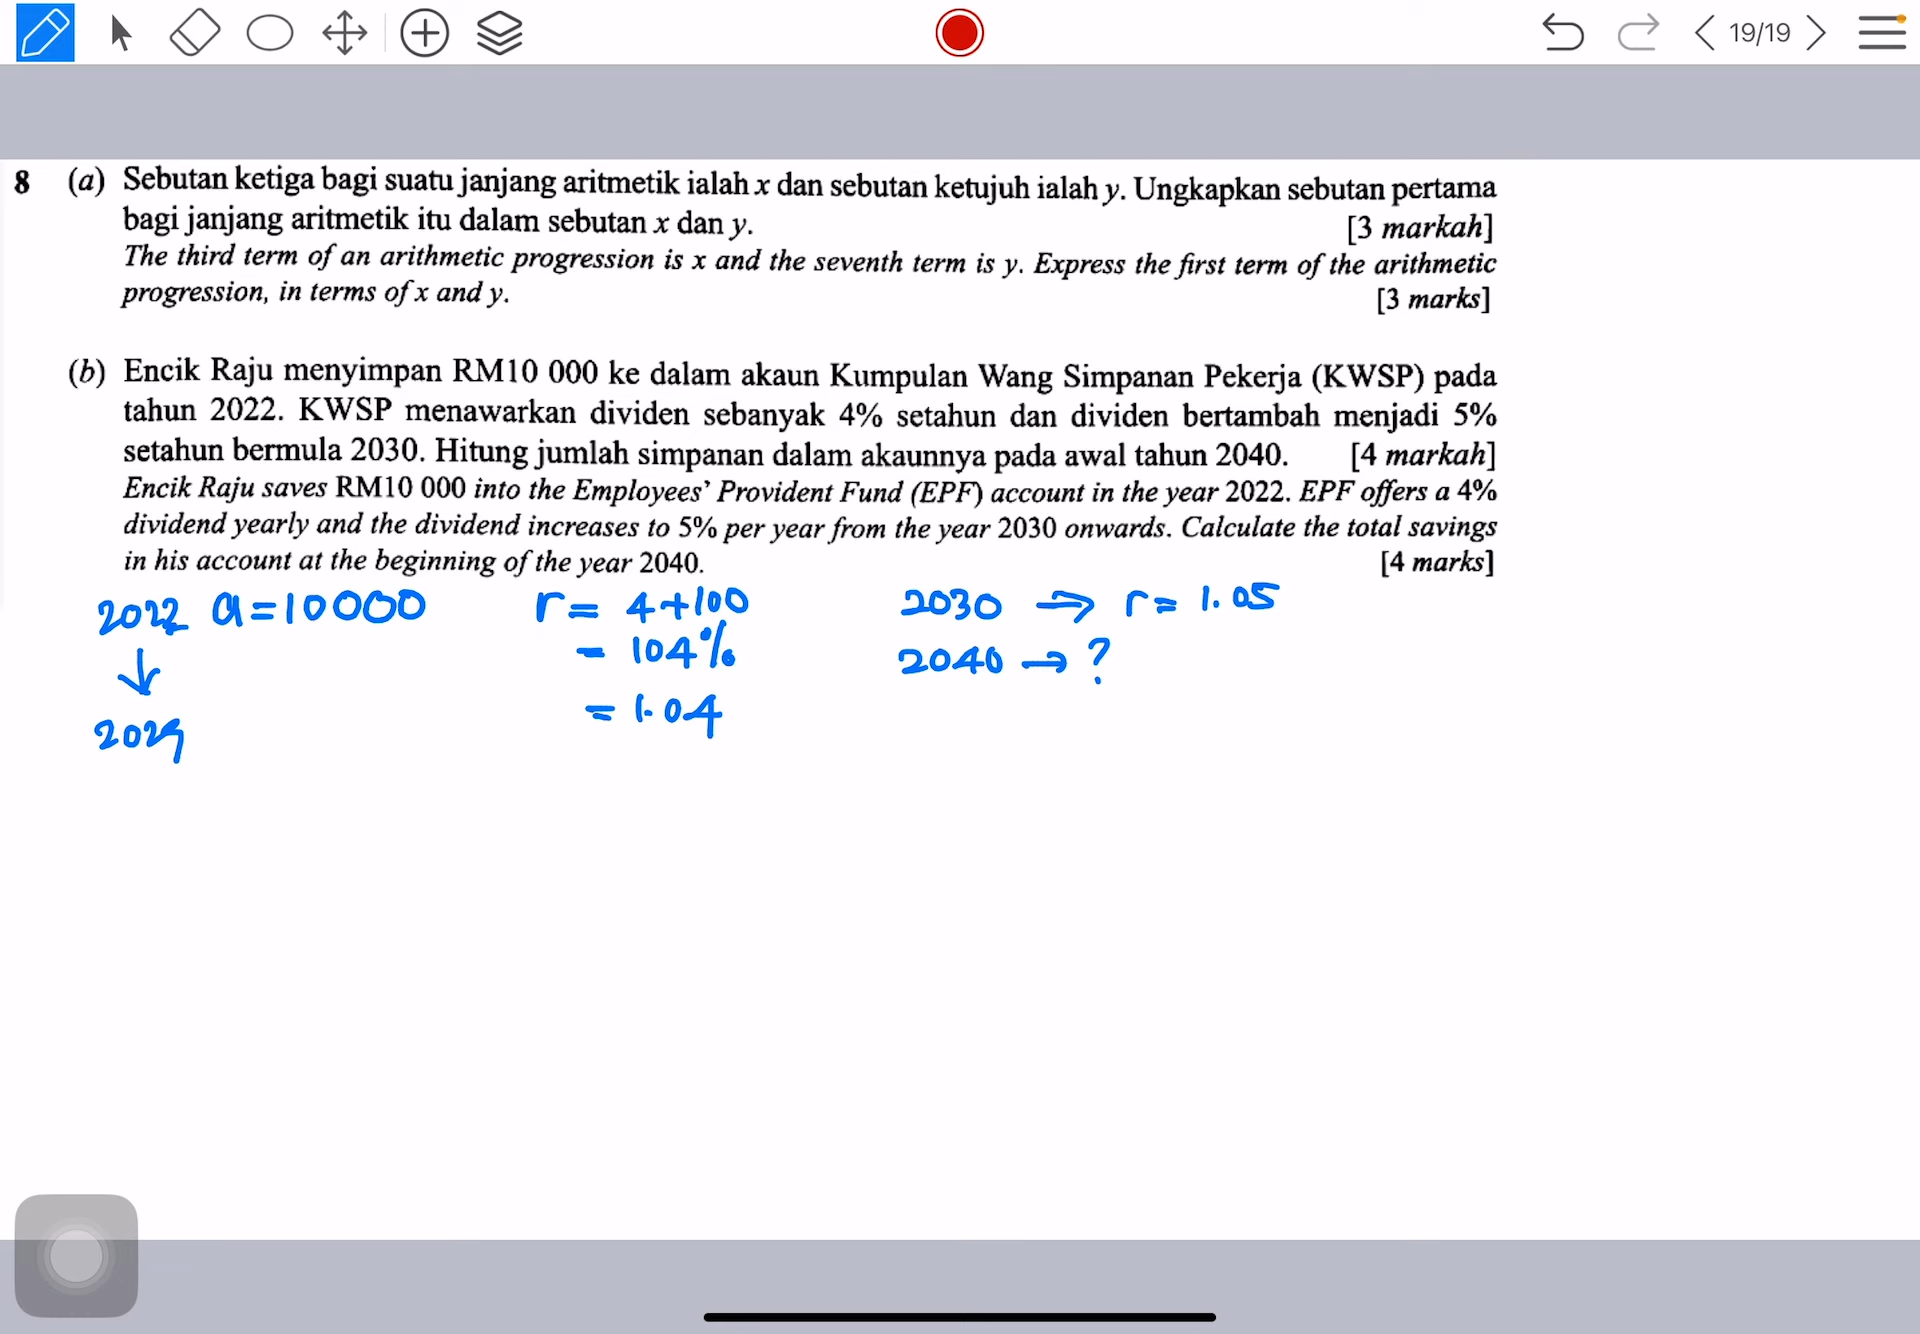 19/19
8 (a) Sebutan ketiga bagi suatu janjang aritmetik ialah x dan sebutan ketujuh ialah y. Ungkapkan sebutan pertama
bagi janjang aritmetik itu dalam sebutan x dan y. [3 markah]
The third term of an arithmetic progression is x and the seventh term is y. Express the first term of the arithmetic
progression, in terms of x and y. [3 marks]
(b) Encik Raju menyimpan RM10 000 ke dalam akaun Kumpulan Wang Simpanan Pekerja (KWSP) pada
tahun 2022. KWSP menawarkan dividen sebanyak 4% setahun dan dividen bertambah menjadi 5%
setahun bermula 2030. Hitung jumlah simpanan dalam akaunnya pada awal tahun 2040. [4 markah]
Encik Raju saves RM10 000 into the Employees' Provident Fund (EPF) account in the year 2022. EPF offers a 4%
dividend yearly and the dividend increases to 5% per year from the year 2030 onwards. Calculate the total savings
in his account at the beginning of the year 2040. [4 marks]
2022 a=10000 r= 4+100 2030 → r= 1.05
↓ = 104% 2040 → ?
2029 = 1.04